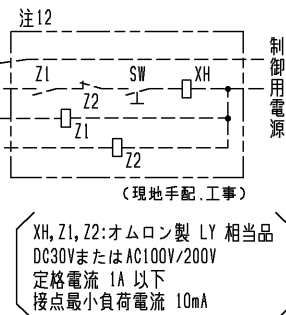 注12
Z1
SW
XH
Z2
Z1
Z2
制御用電源
(現地手配、工事)
XH,Z1,Z2:オムロン製 LY 相当品
DC30VまたはAC100V/200V
定格電流 1A 以下
接点最小負荷電流 10mA